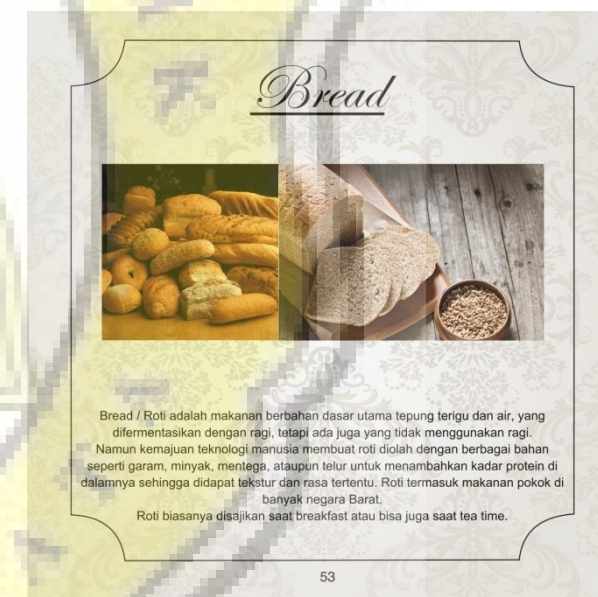 Bread
Bread / Roti adalah makanan berbahan dasar utama tepung terigu dan air, yang
difermentasikan dengan ragi, tetapi ada juga yang tidak menggunakan ragi.
Namun kemajuan teknologi manusia membuat roti diolah dengan berbagai bahan
seperti garam, minyak, mentega, ataupun telur untuk menambahkan kadar protein di
dalamnya sehingga didapat tekstur dan rasa tertentu. Roti termasuk makanan pokok di
banyak negara Barat.
Roti biasanya disajikan saat breakfast atau bisa juga saat tea time.
53